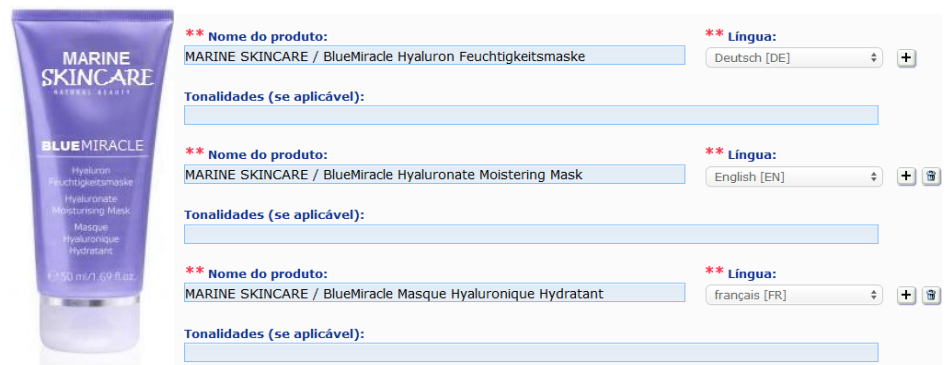 MARINE
SKINCARE
NATURAL BEAUTY
BLUEMIRACLE
Hyaluron
Feuchtigkeitsmaske
Hyaluronate
Moisturising Mask
Masque
Hyaluronique
Hydratant
e 50 ml/1.69 fl.oz.
** Nome do produto: ** Língua:
MARINE SKINCARE / BlueMiracle Hyaluron Feuchtigkeitsmaske Deutsch [DE] +
Tonalidades (se aplicável):
** Nome do produto: ** Língua:
MARINE SKINCARE / BlueMiracle Hyaluronate Moistering Mask English [EN] +
Tonalidades (se aplicável):
** Nome do produto: ** Língua:
MARINE SKINCARE / BlueMiracle Masque Hyaluronique Hydratant français [FR] +
Tonalidades (se aplicável):